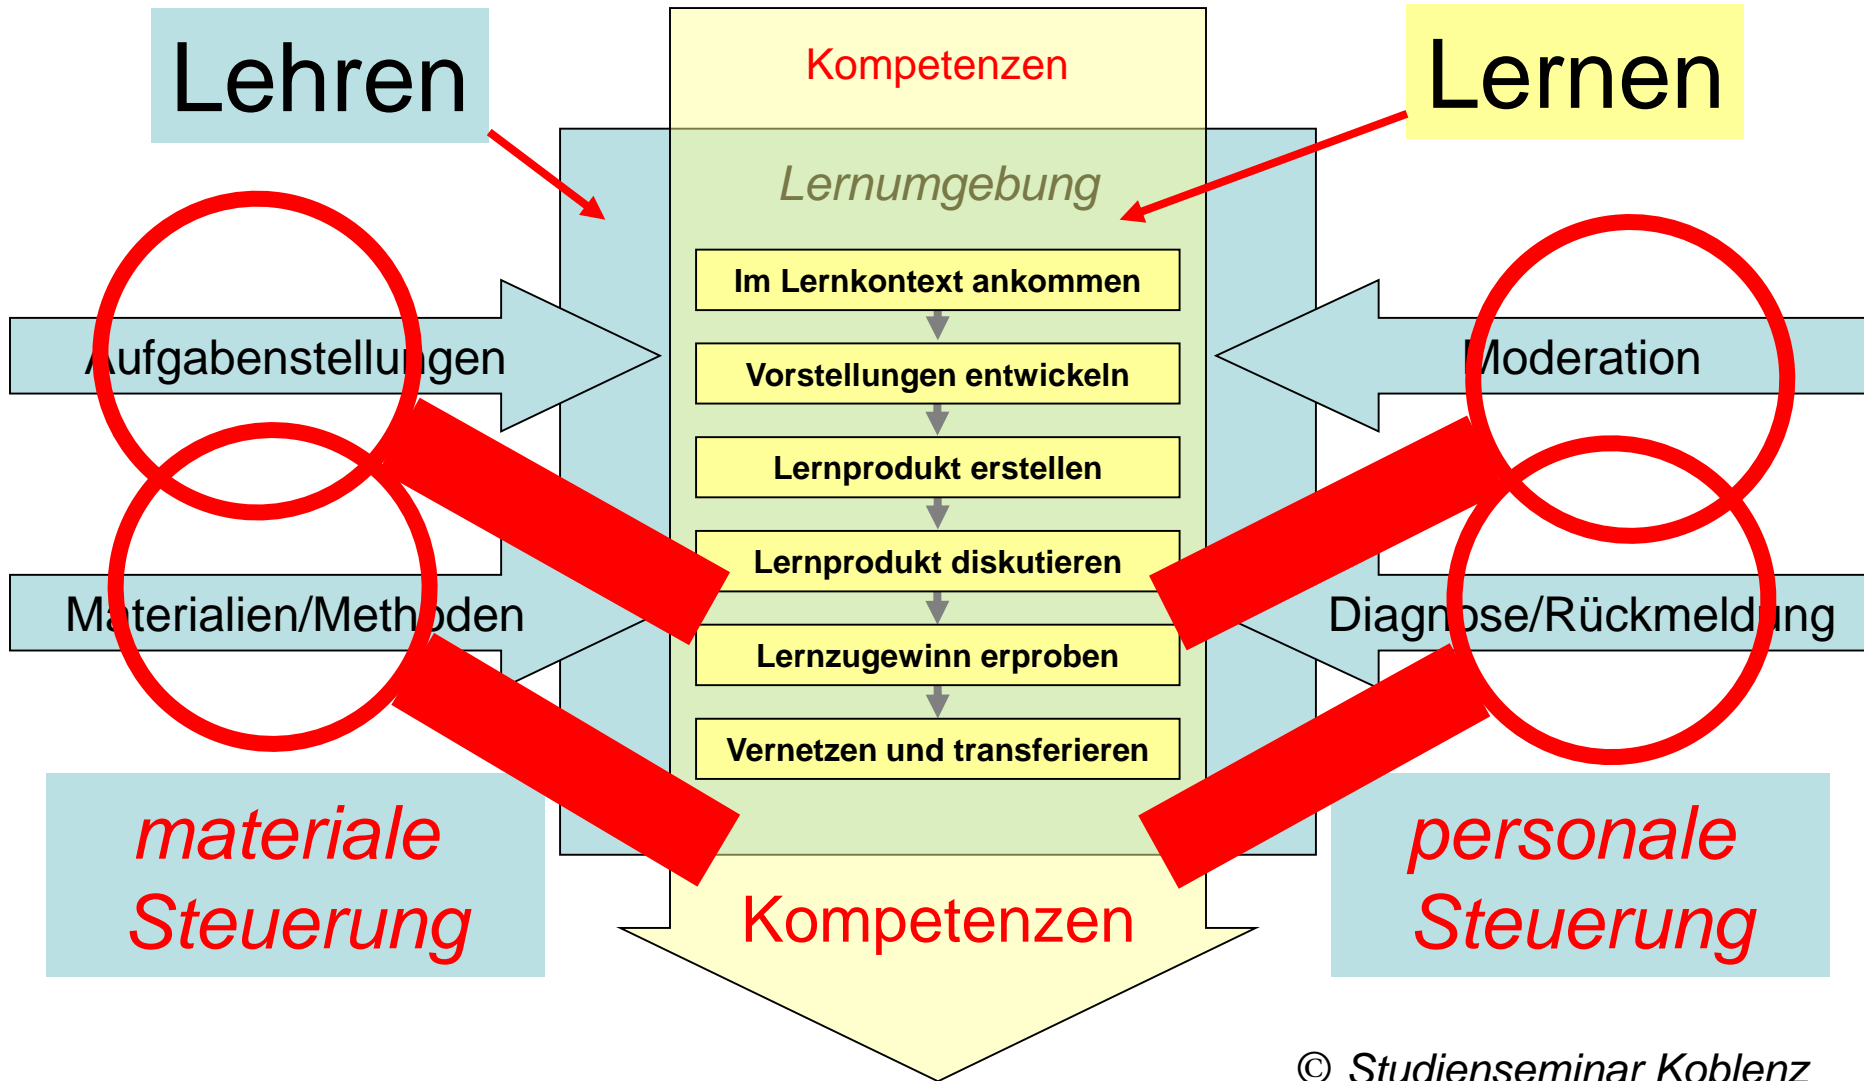 Lehren
Kompetenzen
Lernen
Lernumgebung
Im Lernkontext ankommen
Vorstellungen entwickeln
Lernprodukt erstellen
Lernprodukt diskutieren
Lernzugewinn erproben
Vernetzen und transferieren
Aufgabenstellungen
Materialien/Methoden
Moderation
Diagnose/Rückmeldung
materiale
Steuerung
Kompetenzen
personale
Steuerung
© Studienseminar Koblenz